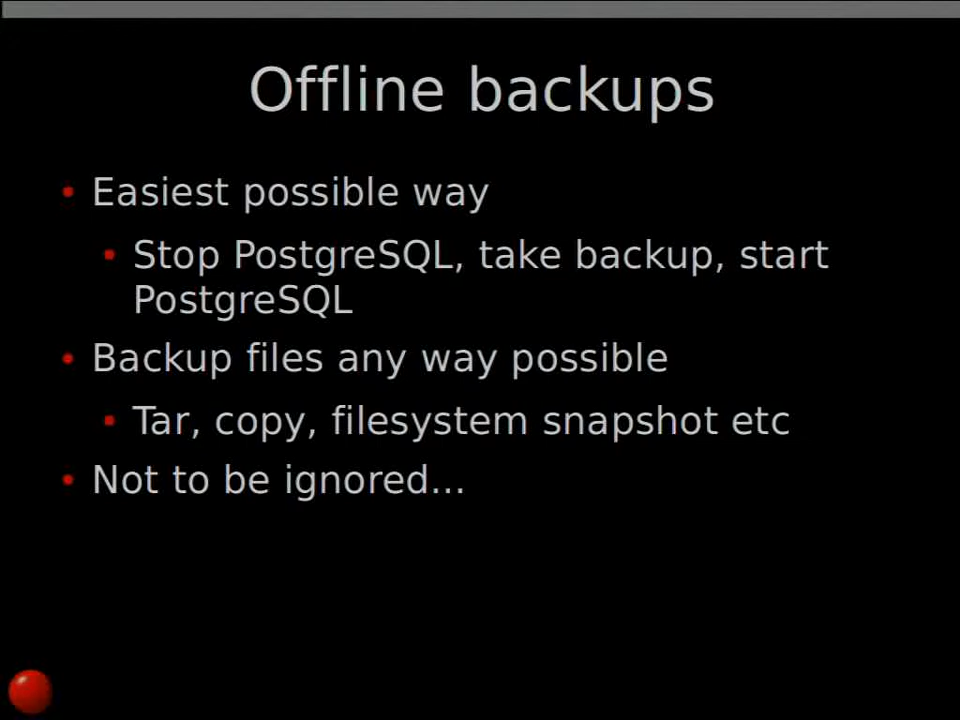 Offline backups
Easiest possible way
Stop PostgreSQL, take backup, start
PostgreSQL
Backup files any way possible
Tar, copy, filesystem snapshot etc
Not to be ignored...